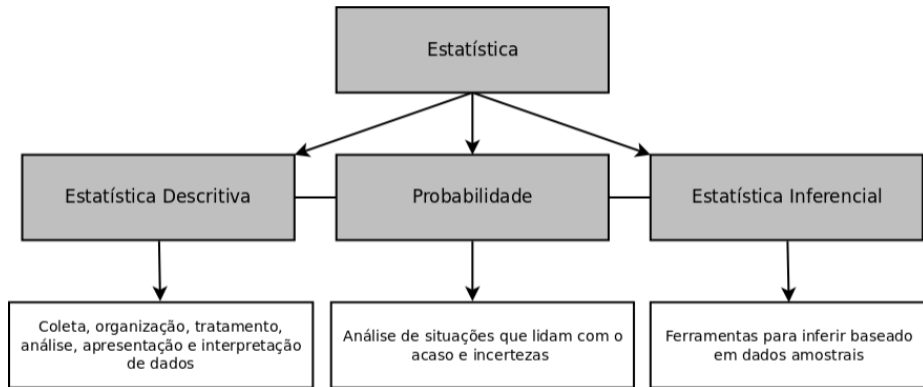 Estatística
Estatística Descritiva
Probabilidade
Estatística Inferencial
Coleta, organização, tratamento,
análise, apresentação e interpretação
de dados
Análise de situações que lidam com o
acaso e incertezas
Ferramentas para inferir baseado
em dados amostrais